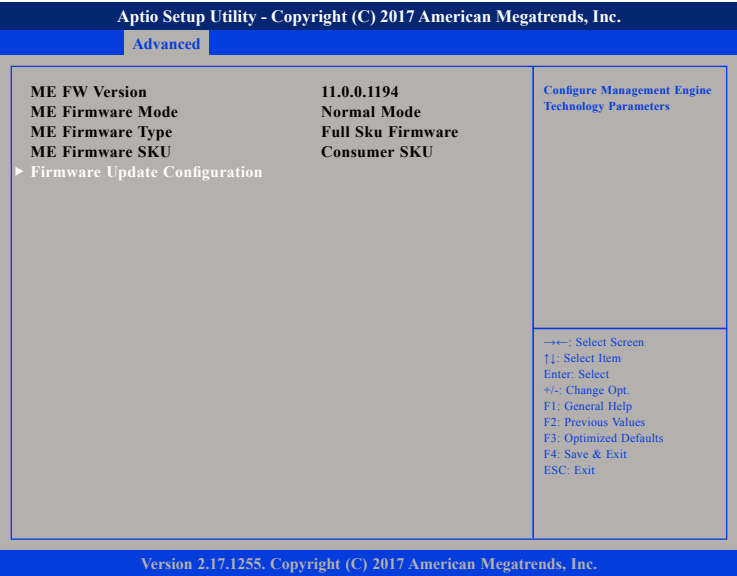 Aptio Setup Utility - Copyright (C) 2017 American Megatrends, Inc.
Advanced
ME FW Version 11.0.0.1194
ME Firmware Mode Normal Mode
ME Firmware Type Full Sku Firmware
ME Firmware SKU Consumer SKU
▶ Firmware Update Configuration
Configure Management Engine
Technology Parameters
→←: Select Screen
↑↓: Select Item
Enter: Select
+/-: Change Opt.
F1: General Help
F2: Previous Values
F3: Optimized Defaults
F4: Save & Exit
ESC: Exit
Version 2.17.1255. Copyright (C) 2017 American Megatrends, Inc.